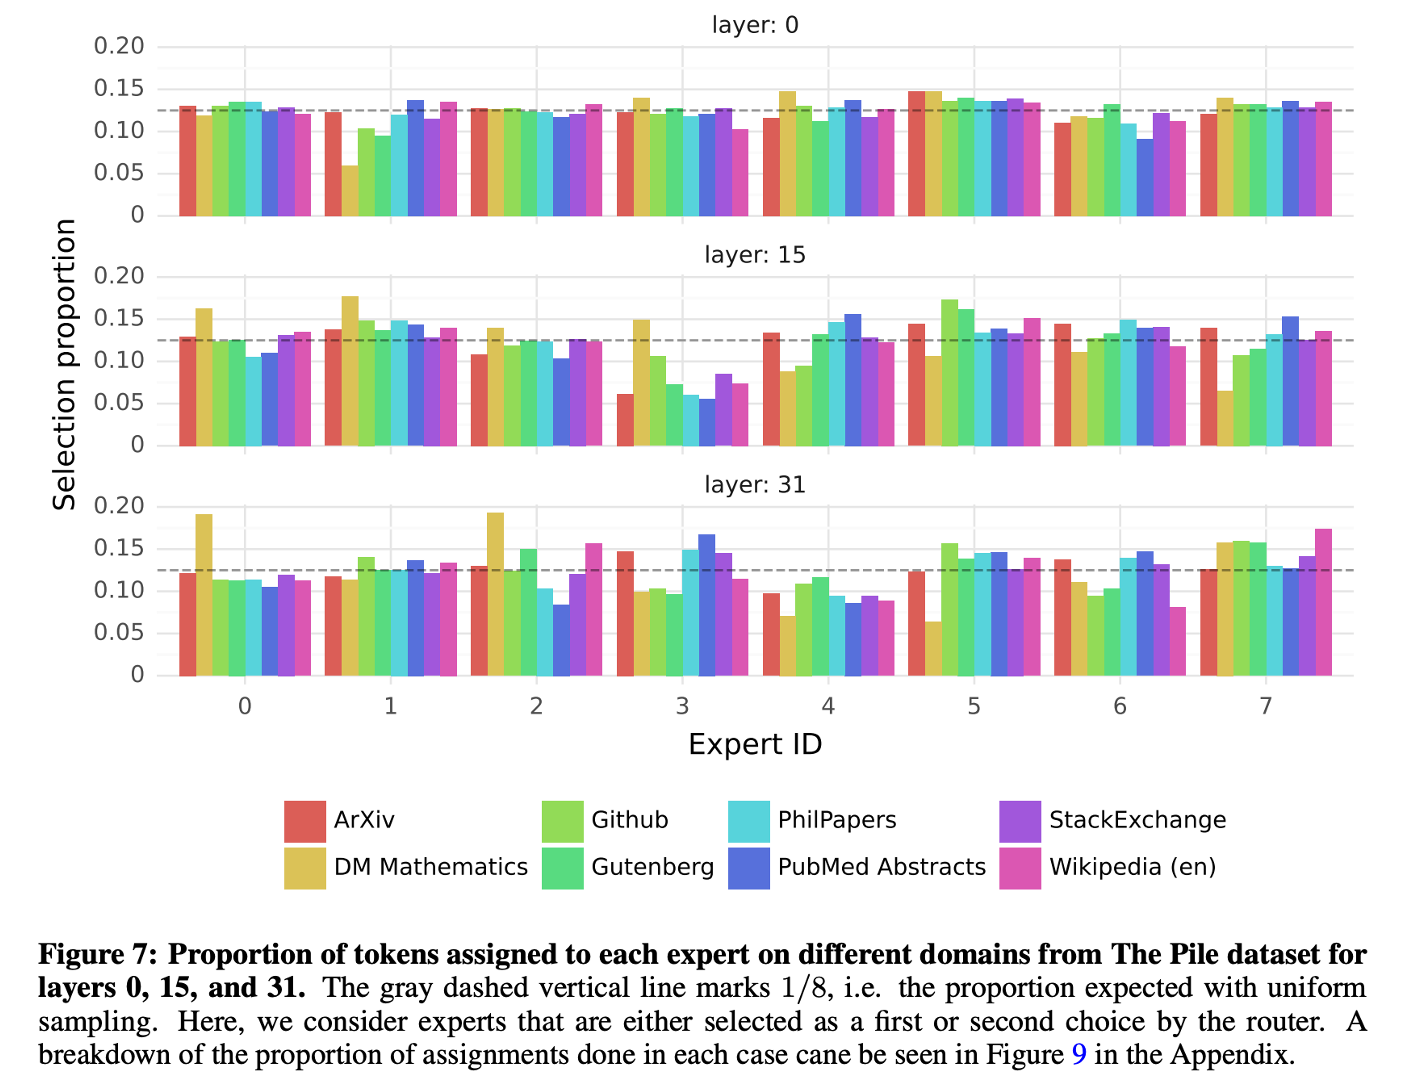 layer: 0
0.20
0.15
0.10
0.05
0
layer: 15
0.20
0.15
0.10
0.05
0
Selection proportion
layer: 31
0.20
0.15
0.10
0.05
0
0 1 2 3 4 5 6 7
Expert ID
ArXiv Github PhilPapers StackExchange
DM Mathematics Gutenberg PubMed Abstracts Wikipedia (en)
Figure 7: Proportion of tokens assigned to each expert on different domains from The Pile dataset for
layers 0, 15, and 31. The gray dashed vertical line marks 1/8, i.e. the proportion expected with uniform
sampling. Here, we consider experts that are either selected as a first or second choice by the router. A
breakdown of the proportion of assignments done in each case cane be seen in Figure 9 in the Appendix.